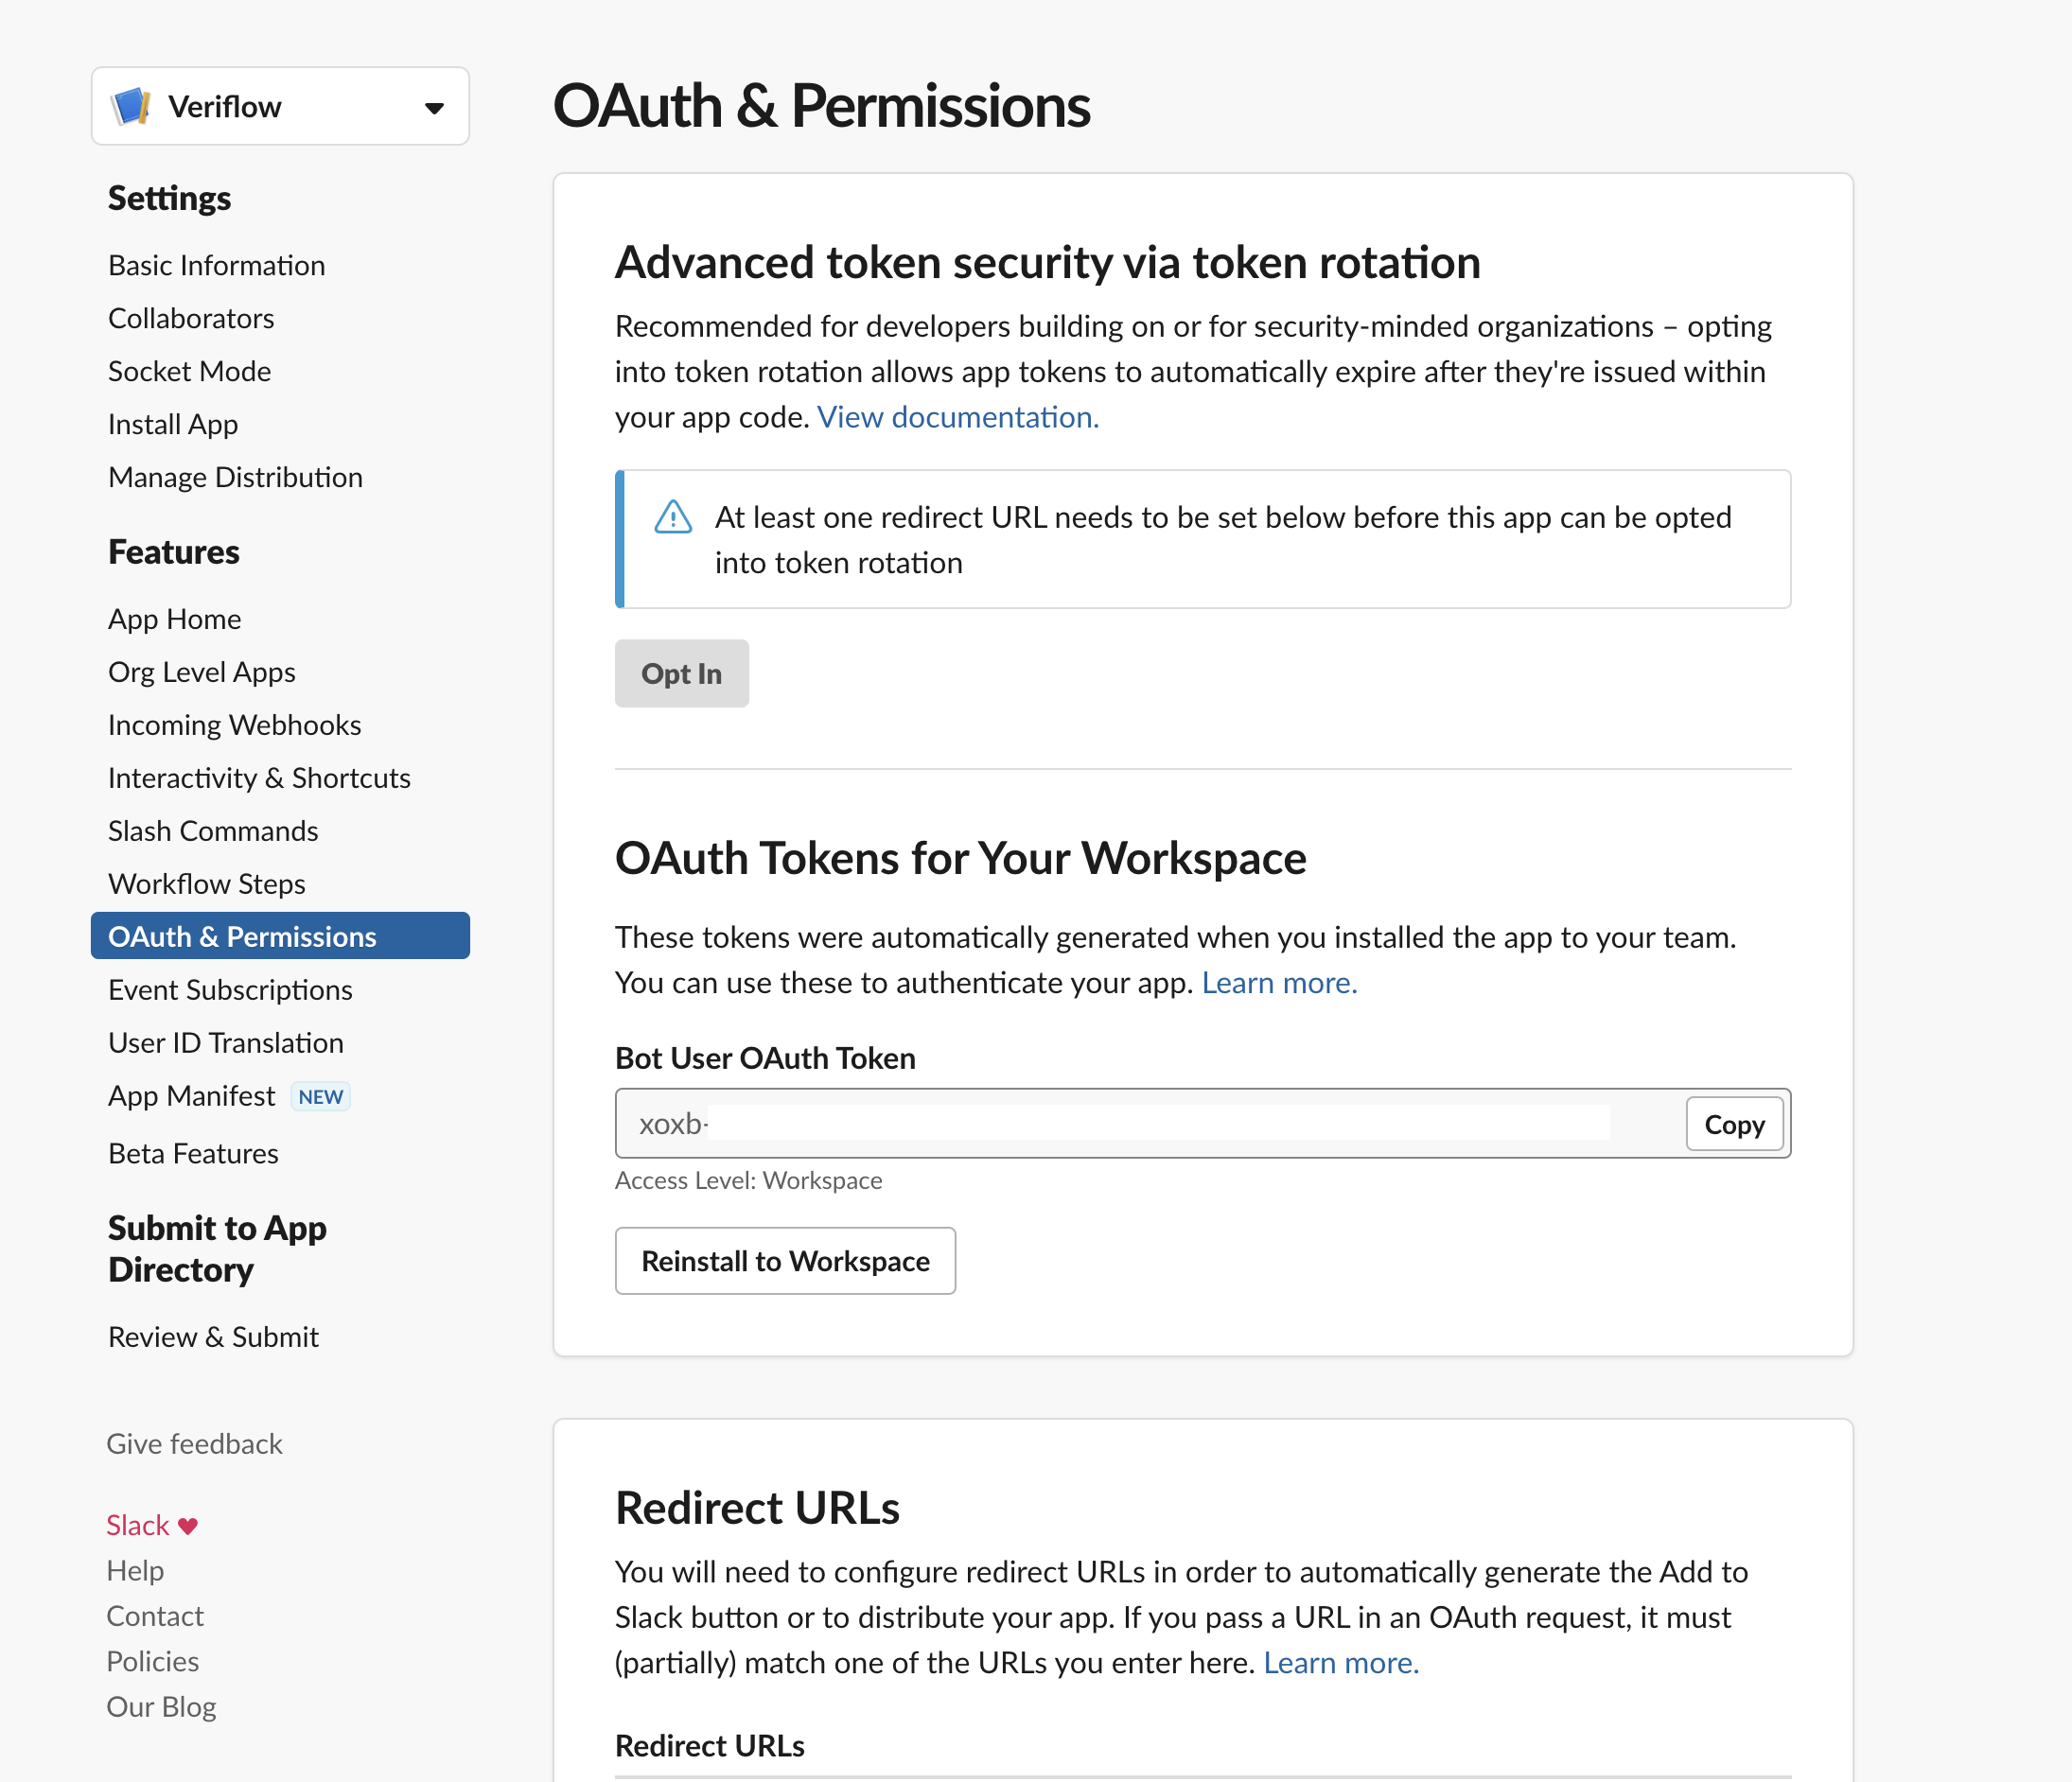 Veriflow
Settings
Basic Information
Collaborators
Socket Mode
Install App
Manage Distribution
Features
App Home
Org Level Apps
Incoming Webhooks
Interactivity & Shortcuts
Slash Commands
Workflow Steps
OAuth & Permissions
Event Subscriptions
User ID Translation
App Manifest NEW
Beta Features
Submit to App
Directory
Review & Submit
Give feedback
Slack ♥
Help
Contact
Policies
Our Blog
OAuth & Permissions
Advanced token security via token rotation
Recommended for developers building on or for security-minded organizations – opting
into token rotation allows app tokens to automatically expire after they're issued within
your app code. View documentation.
At least one redirect URL needs to be set below before this app can be opted
into token rotation
Opt In
OAuth Tokens for Your Workspace
These tokens were automatically generated when you installed the app to your team.
You can use these to authenticate your app. Learn more.
Bot User OAuth Token
xoxb-
Copy
Access Level: Workspace
Reinstall to Workspace
Redirect URLs
You will need to configure redirect URLs in order to automatically generate the Add to
Slack button or to distribute your app. If you pass a URL in an OAuth request, it must
(partially) match one of the URLs you enter here. Learn more.
Redirect URLs